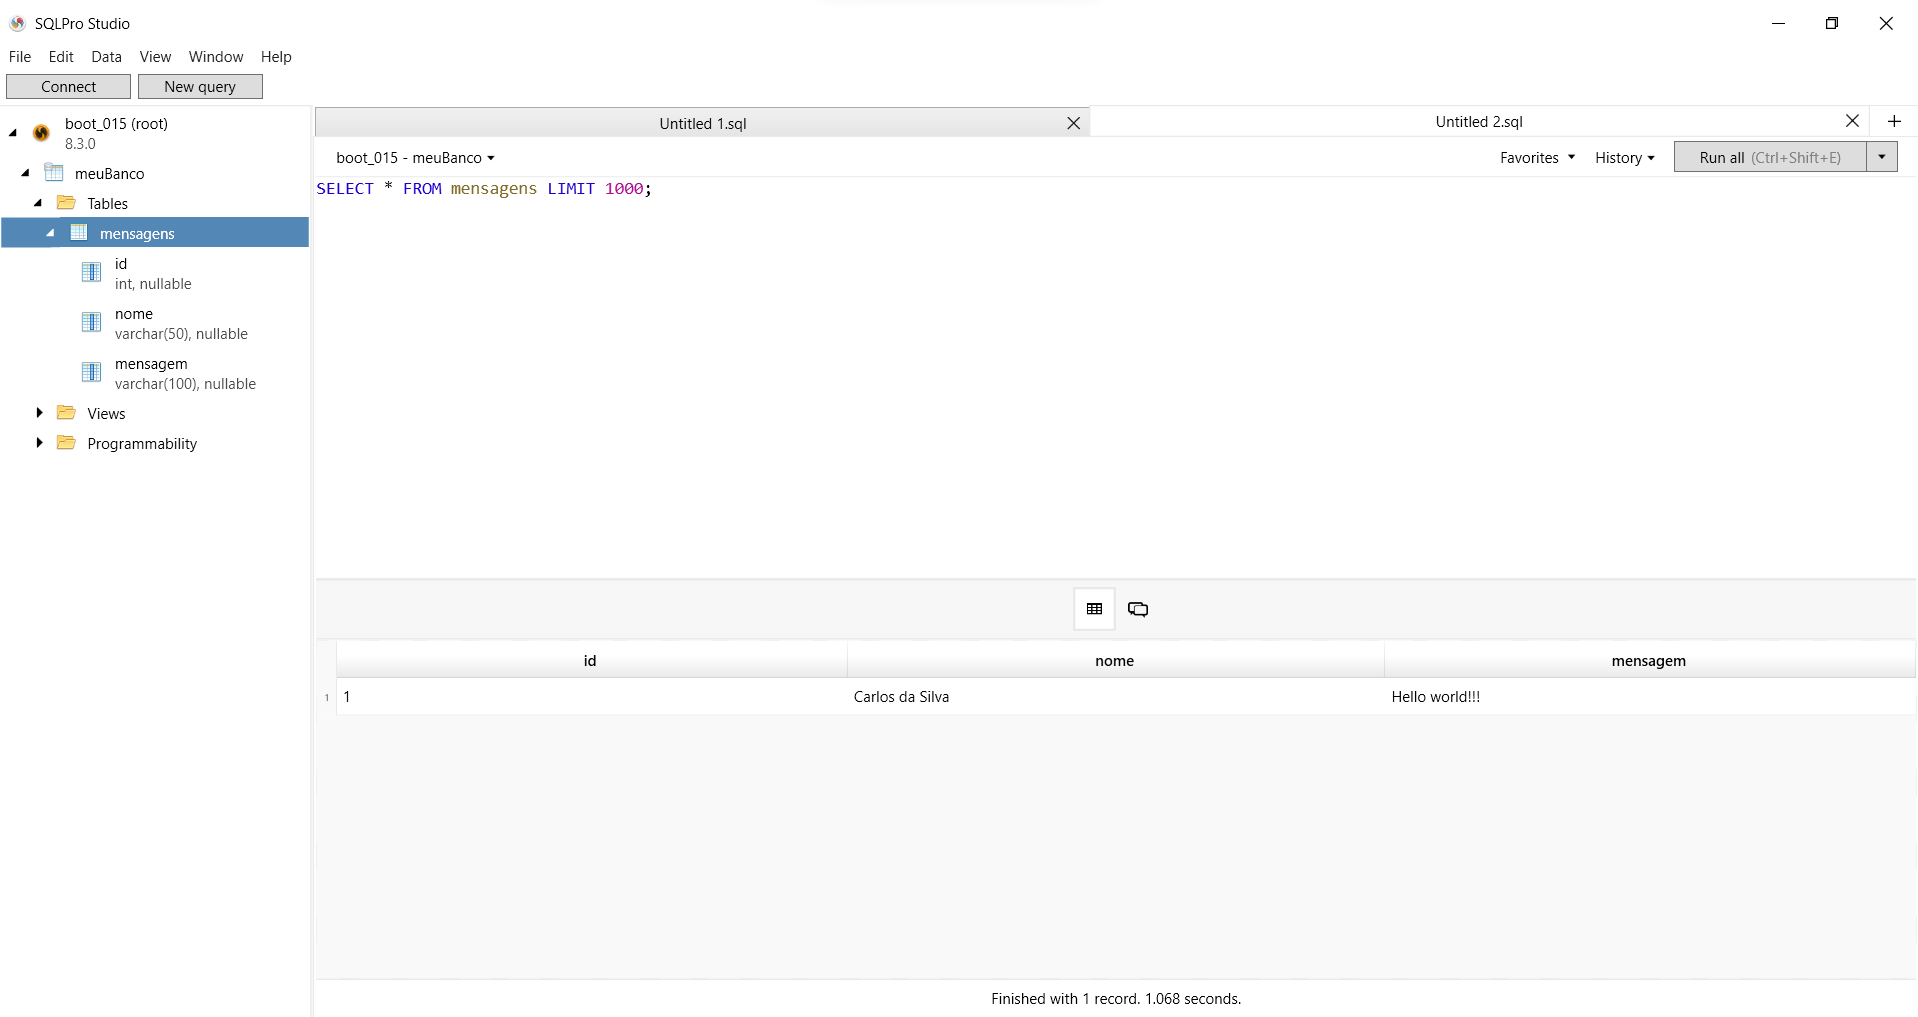 SQLPro Studio
File Edit Data View Window Help
Connect New query
boot_015 (root)
8.3.0
meuBanco
Tables
mensagens
id
int, nullable
nome
varchar(50), nullable
mensagem
varchar(100), nullable
Views
Programmability
Untitled 1.sql
Untitled 2.sql
boot_015 - meuBanco
Favorites History Run all (Ctrl+Shift+E)
SELECT * FROM mensagens LIMIT 1000;
id nome mensagem
1 1 Carlos da Silva Hello world!!!
Finished with 1 record. 1.068 seconds.